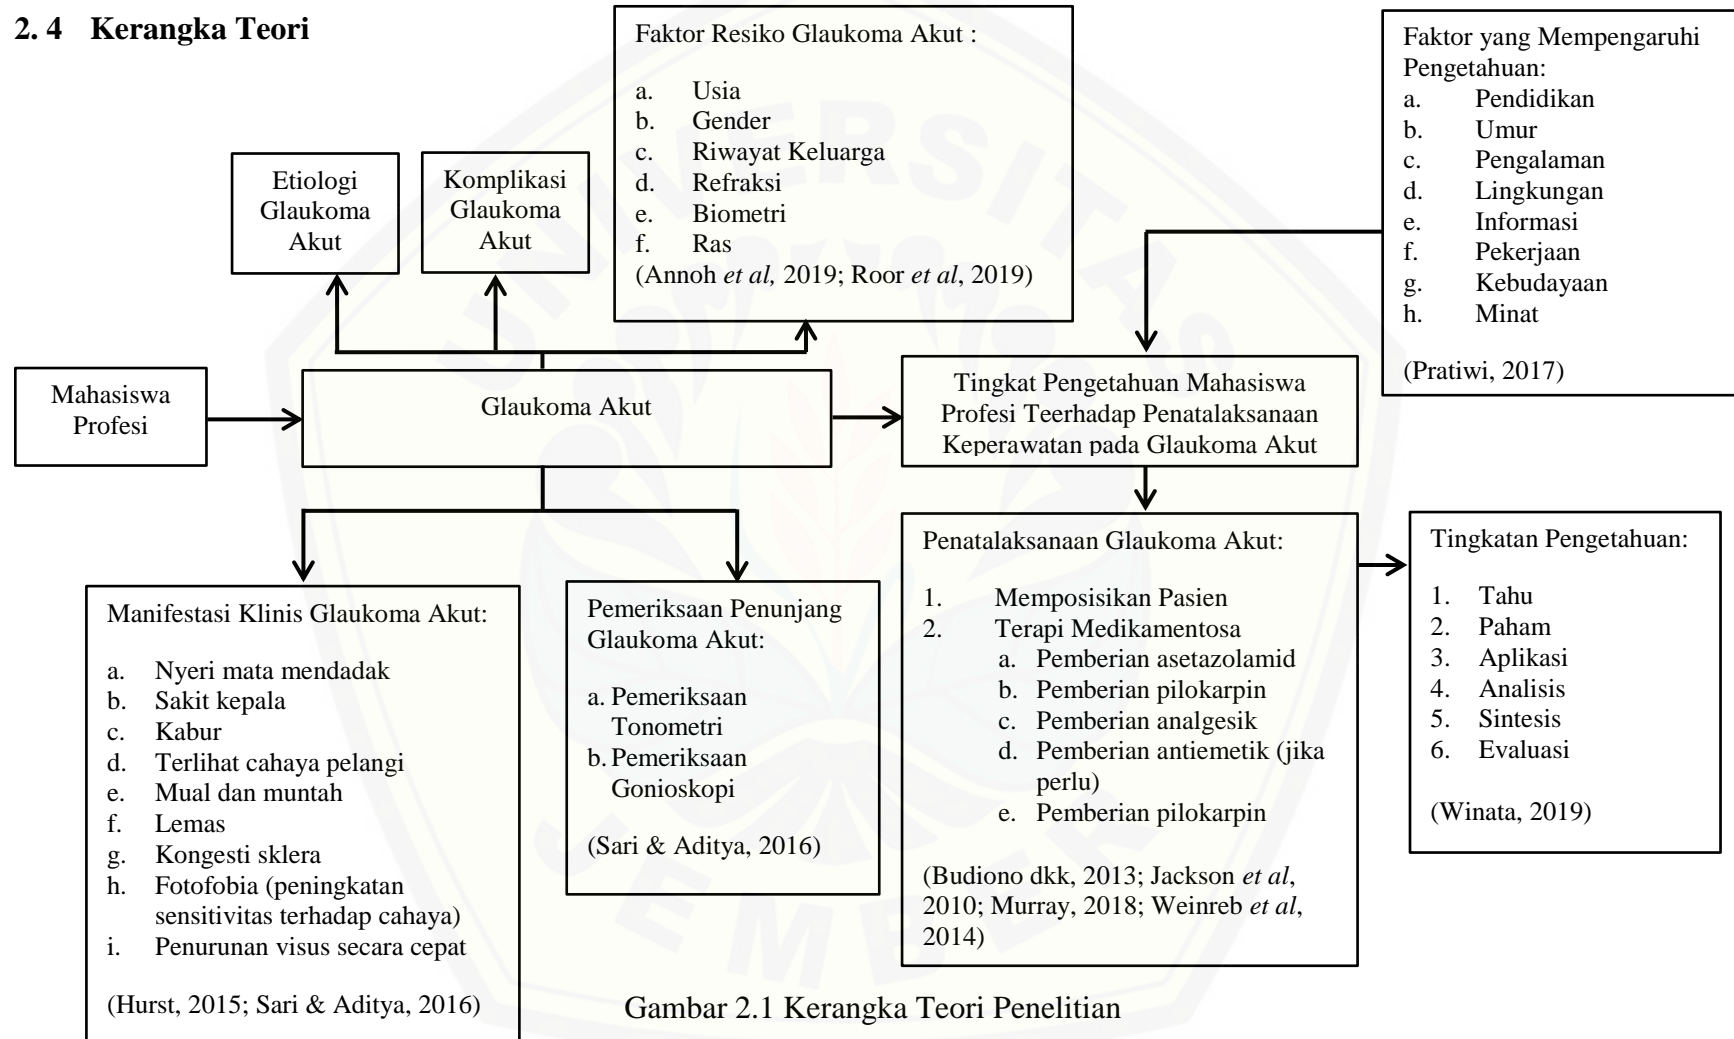 2. 4 Kerangka Teori
Faktor Resiko Glaukoma Akut :
a. Usia
b. Gender
c. Riwayat Keluarga
d. Refraksi
e. Biometri
f. Ras
(Annoh et al, 2019; Roor et al, 2019)
Faktor yang Mempengaruhi
Pengetahuan:
a. Pendidikan
b. Umur
c. Pengalaman
d. Lingkungan
e. Informasi
f. Pekerjaan
g. Kebudayaan
h. Minat
(Pratiwi, 2017)
Etiologi
Glaukoma
Akut
Komplikasi
Glaukoma
Akut
Mahasiswa
Profesi
Glaukoma Akut
Tingkat Pengetahuan Mahasiswa
Profesi Teerhadap Penatalaksanaan
Keperawatan pada Glaukoma Akut
Manifestasi Klinis Glaukoma Akut:
a. Nyeri mata mendadak
b. Sakit kepala
c. Kabur
d. Terlihat cahaya pelangi
e. Mual dan muntah
f. Lemas
g. Kongesti sklera
h. Fotofobia (peningkatan
sensitivitas terhadap cahaya)
i. Penurunan visus secara cepat
(Hurst, 2015; Sari & Aditya, 2016)
Pemeriksaan Penunjang
Glaukoma Akut:
a. Pemeriksaan
Tonometri
b. Pemeriksaan
Gonioskopi
(Sari & Aditya, 2016)
Penatalaksanaan Glaukoma Akut:
1. Memposisikan Pasien
2. Terapi Medikamentosa
a. Pemberian asetazolamid
b. Pemberian pilokarpin
c. Pemberian analgesik
d. Pemberian antiemetik (jika
perlu)
e. Pemberian pilokarpin
(Budiono dkk, 2013; Jackson et al,
2010; Murray, 2018; Weinreb et al,
2014)
Tingkatan Pengetahuan:
1. Tahu
2. Paham
3. Aplikasi
4. Analisis
5. Sintesis
6. Evaluasi
(Winata, 2019)
Gambar 2.1 Kerangka Teori Penelitian
UNIVERSITAS
JEMBER